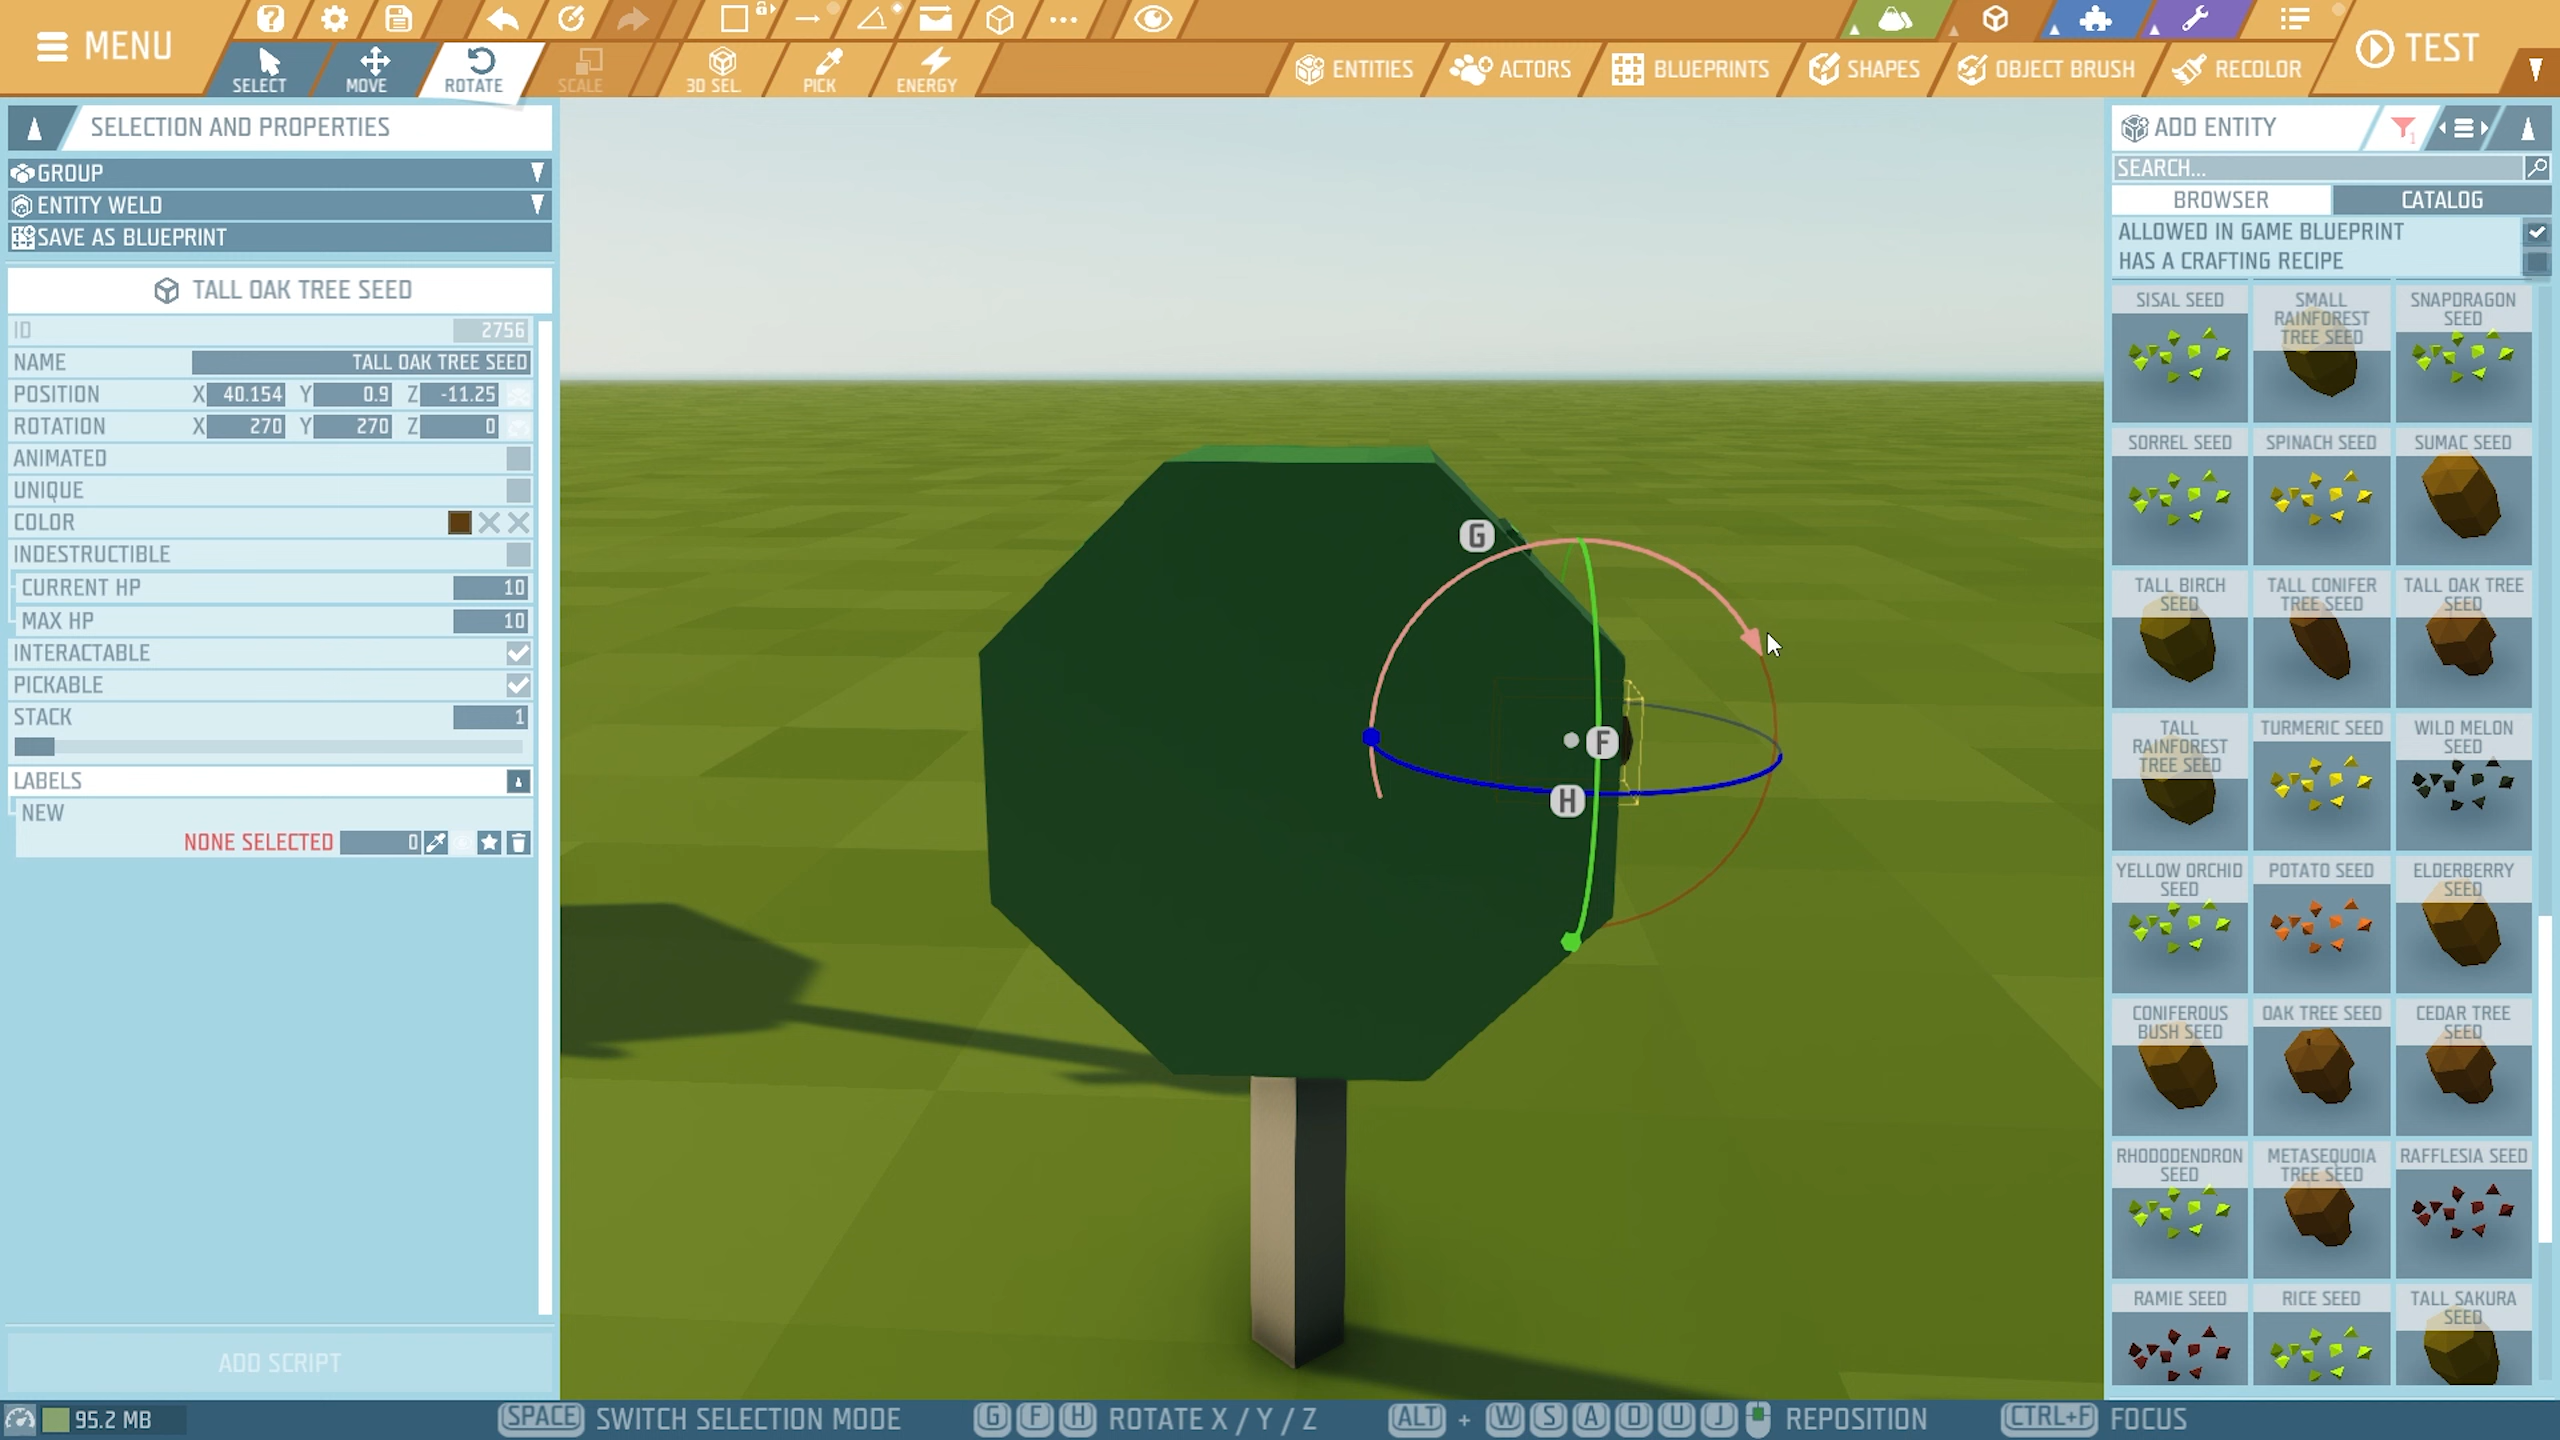 MENU
SELECT
MOVE
ROTATE
SCALE
3D SEL.
PICK
ENERGY
ENTITIES
ACTORS
BLUEPRINTS
SHAPES
OBJECT BRUSH
RECOLOR
TEST
SELECTION AND PROPERTIES
GROUP
ENTITY WELD
SAVE AS BLUEPRINT
TALL OAK TREE SEED
ID 2756
NAME TALL OAK TREE SEED
POSITION X 40.154 Y 0.9 Z -11.25
ROTATION X 270 Y 270 Z 0
ANIMATED
UNIQUE
COLOR
INDESTRUCTIBLE
CURRENT HP 10
MAX HP 10
INTERACTABLE
PICKABLE
STACK 1
LABELS
NEW
NONE SELECTED 0
ADD SCRIPT
G
F
H
ADD ENTITY
1
SEARCH...
BROWSER CATALOG
ALLOWED IN GAME BLUEPRINT
HAS A CRAFTING RECIPE
SISAL SEED
SMALL
RAINFOREST
TREE SEED
SNAPDRAGON
SEED
SORREL SEED
SPINACH SEED
SUMAC SEED
TALL BIRCH
SEED
TALL CONIFER
TREE SEED
TALL OAK TREE
SEED
TALL
RAINFOREST
TREE SEED
TURMERIC SEED
WILD MELON
SEED
YELLOW ORCHID
SEED
POTATO SEED
ELDERBERRY
SEED
CONIFEROUS
BUSH SEED
OAK TREE SEED
CEDAR TREE
SEED
RHODODENDRON
SEED
METASEQUOIA
TREE SEED
RAFFLESIA SEED
RAMIE SEED
RICE SEED
TALL SAKURA
SEED
95.2 MB
SPACE SWITCH SELECTION MODE
G F H ROTATE X / Y / Z
ALT + W S A D U J REPOSITION
CTRL+F FOCUS